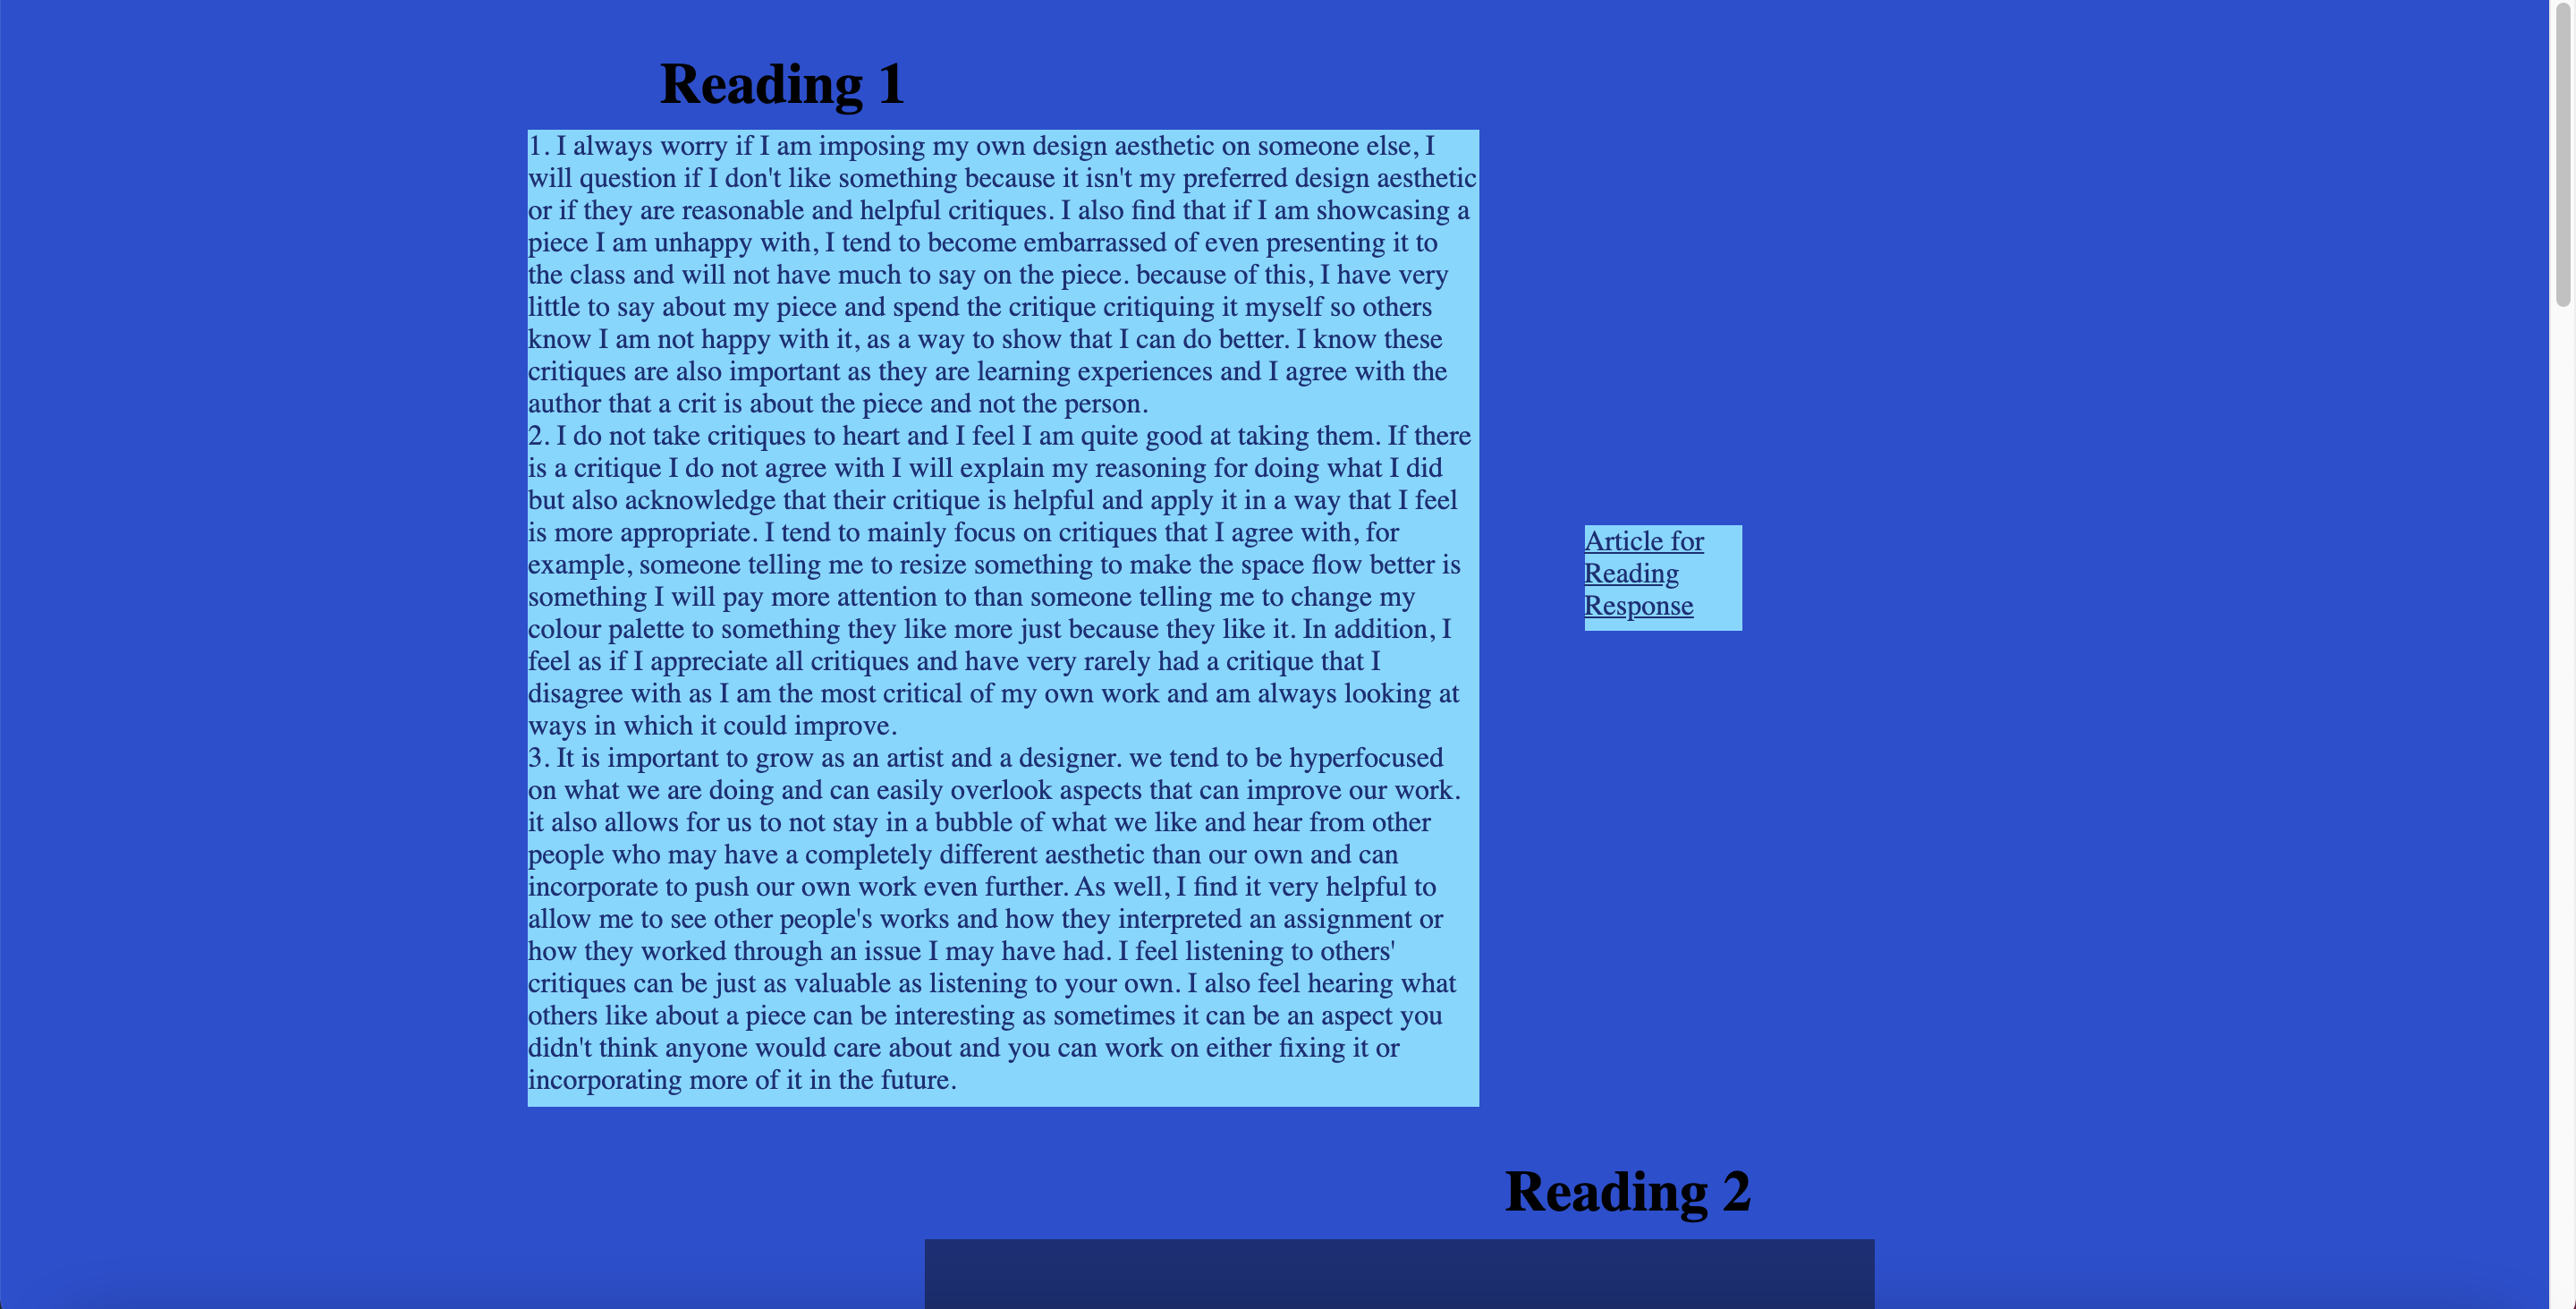 Reading 1
1. I always worry if I am imposing my own design aesthetic on someone else, I
will question if I don't like something because it isn't my preferred design aesthetic
or if they are reasonable and helpful critiques. I also find that if I am showcasing a
piece I am unhappy with, I tend to become embarrassed of even presenting it to
the class and will not have much to say on the piece. because of this, I have very
little to say about my piece and spend the critique critiquing it myself so others
know I am not happy with it, as a way to show that I can do better. I know these
critiques are also important as they are learning experiences and I agree with the
author that a crit is about the piece and not the person.
2. I do not take critiques to heart and I feel I am quite good at taking them. If there
is a critique I do not agree with I will explain my reasoning for doing what I did
but also acknowledge that their critique is helpful and apply it in a way that I feel
is more appropriate. I tend to mainly focus on critiques that I agree with, for
example, someone telling me to resize something to make the space flow better is
something I will pay more attention to than someone telling me to change my
colour palette to something they like more just because they like it. In addition, I
feel as if I appreciate all critiques and have very rarely had a critique that I
disagree with as I am the most critical of my own work and am always looking at
ways in which it could improve.
3. It is important to grow as an artist and a designer. we tend to be hyperfocused
on what we are doing and can easily overlook aspects that can improve our work.
it also allows for us to not stay in a bubble of what we like and hear from other
people who may have a completely different aesthetic than our own and can
incorporate to push our own work even further. As well, I find it very helpful to
allow me to see other people's works and how they interpreted an assignment or
how they worked through an issue I may have had. I feel listening to others'
critiques can be just as valuable as listening to your own. I also feel hearing what
others like about a piece can be interesting as sometimes it can be an aspect you
didn't think anyone would care about and you can work on either fixing it or
incorporating more of it in the future.
Article for
Reading
Response
Reading 2